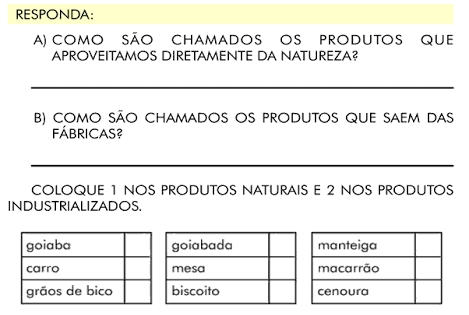 RESPONDA:
A) COMO SÃO CHAMADOS OS PRODUTOS QUE
APROVEITAMOS DIRETAMENTE DA NATUREZA?
B) COMO SÃO CHAMADOS OS PRODUTOS QUE SAEM DAS
FÁBRICAS?
COLOQUE 1 NOS PRODUTOS NATURAIS E 2 NOS PRODUTOS
INDUSTRIALIZADOS.
goiaba goiabada manteiga
carro mesa macarrão
grãos de bico biscoito cenoura